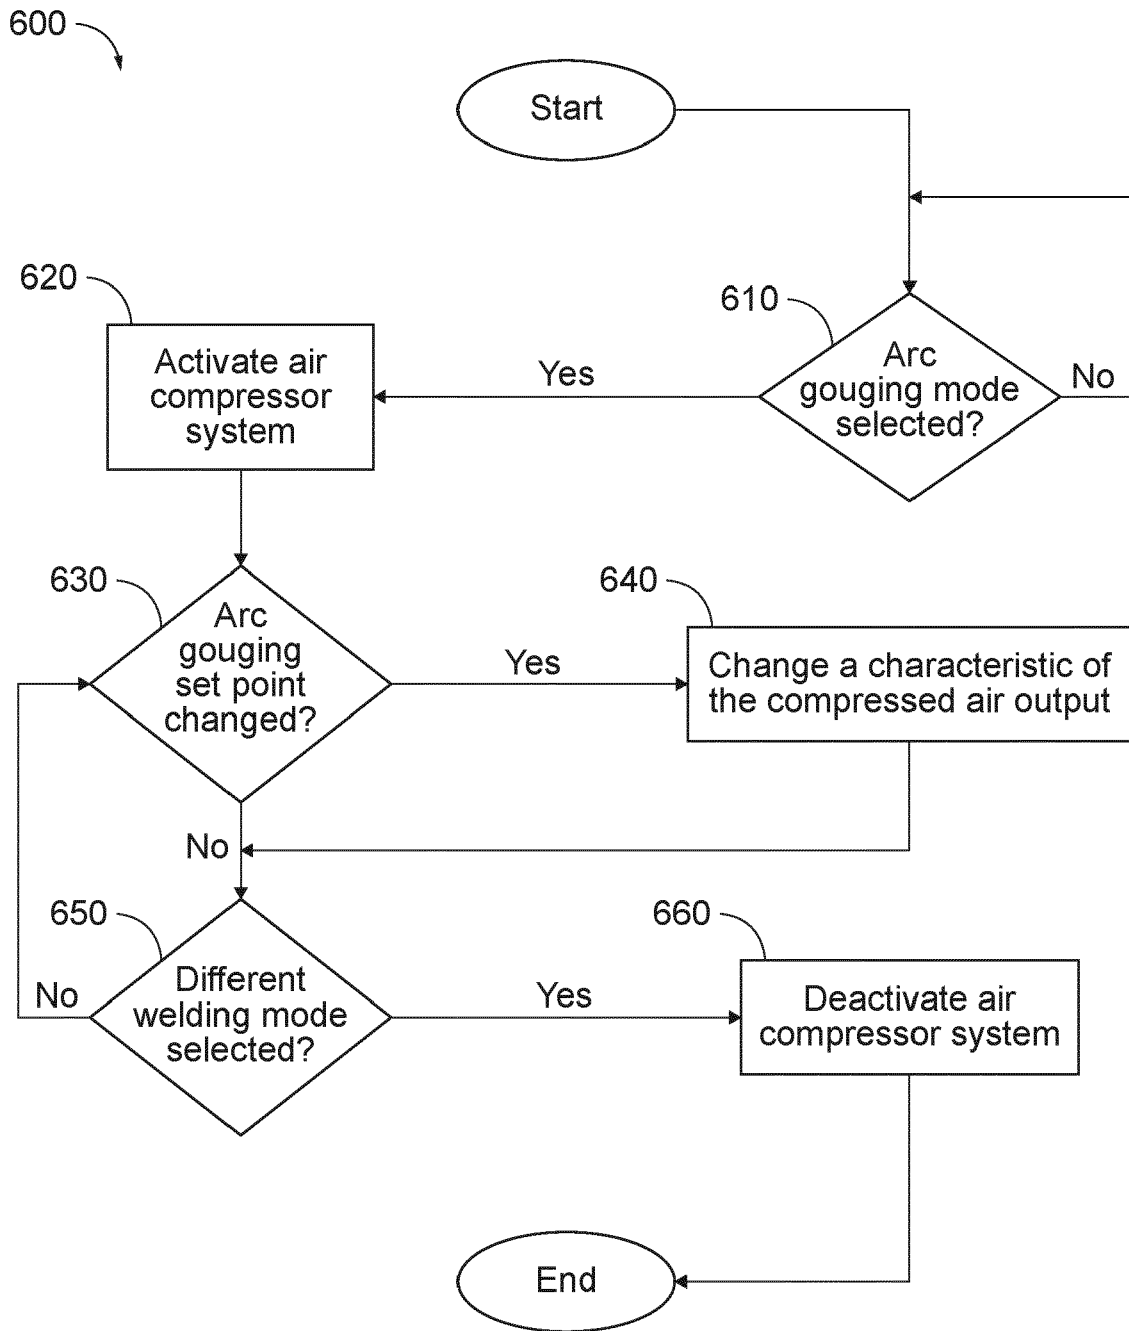 600
Start
620
610
Activate air
compressor
system
Yes
Arc
gouging mode
selected?
No
630
640
Arc
gouging
set point
changed?
Yes
Change a characteristic of
the compressed air output
No
650
660
Different
welding mode
selected?
No
Yes
Deactivate air
compressor system
End